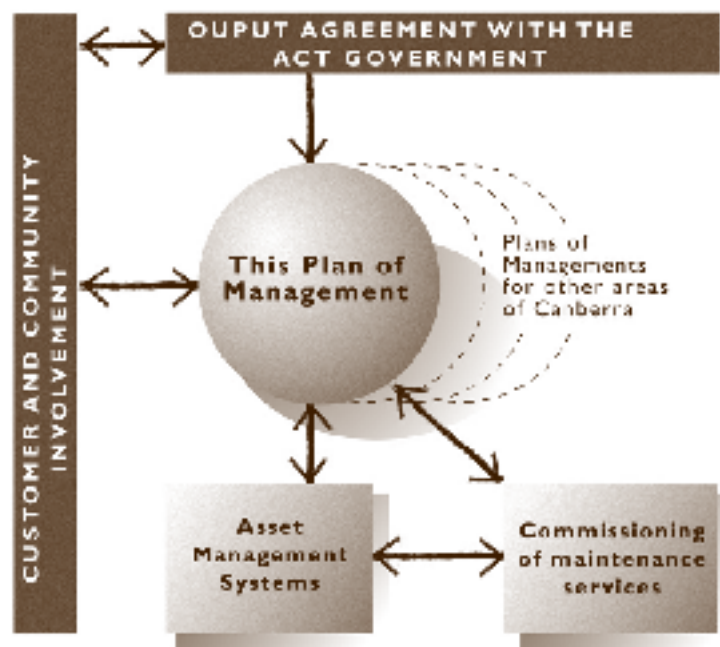 OUPUT AGREEMENT WITH THE
ACT GOVERNMENT
CUSTOMER AND COMMUNITY
INVOLVEMENT
This Plan of
Management
Plans of
Managements
for other areas
of Canberra
Asset
Management
Systems
Commissioning
of maintenance
services